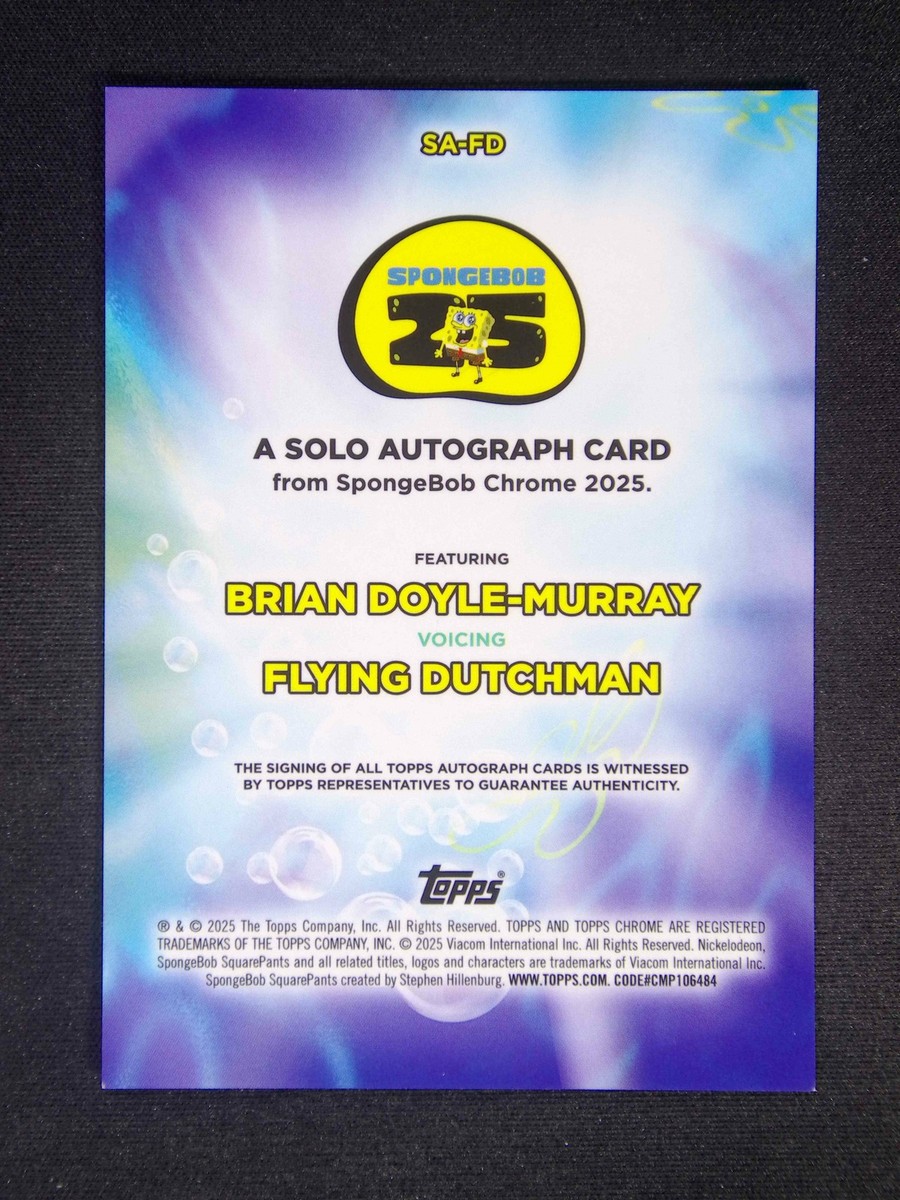 SA-FD
SPONGEBOB
25
A SOLO AUTOGRAPH CARD
from SpongeBob Chrome 2025.
FEATURING
BRIAN DOYLE-MURRAY
VOICING
FLYING DUTCHMAN
THE SIGNING OF ALL TOPPS AUTOGRAPH CARDS IS WITNESSED
BY TOPPS REPRESENTATIVES TO GUARANTEE AUTHENTICITY.
topps®
® & © 2025 The Topps Company, Inc. All Rights Reserved. TOPPS AND TOPPS CHROME ARE REGISTERED
TRADEMARKS OF THE TOPPS COMPANY, INC. © 2025 Viacom International Inc. All Rights Reserved. Nickelodeon,
SpongeBob SquarePants and all related titles, logos and characters are trademarks of Viacom International Inc.
SpongeBob SquarePants created by Stephen Hillenburg. WWW.TOPPS.COM. CODE#CMP106484